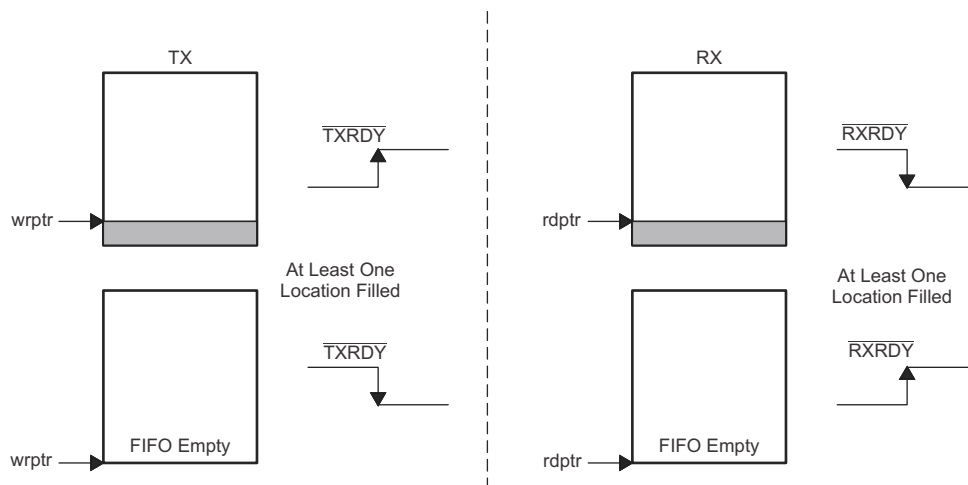 TX
TXRDY
wrptr
At Least One
Location Filled
TXRDY
FIFO Empty
wrptr
RX
RXRDY
rdptr
At Least One
Location Filled
RXRDY
FIFO Empty
rdptr